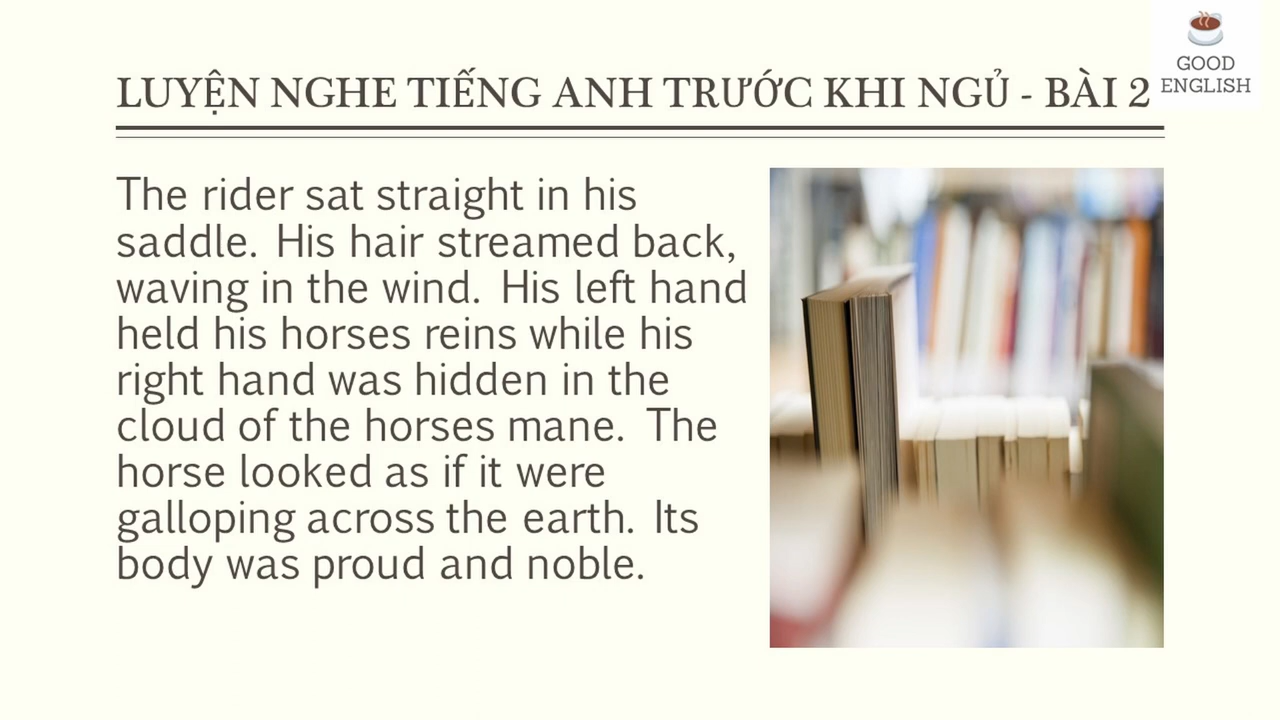 LUYỆN NGHE TIẾNG ANH TRƯỚC KHI NGỦ - BÀI 2
GOOD
ENGLISH
The rider sat straight in his
saddle. His hair streamed back,
waving in the wind. His left hand
held his horses reins while his
right hand was hidden in the
cloud of the horses mane. The
horse looked as if it were
galloping across the earth. Its
body was proud and noble.